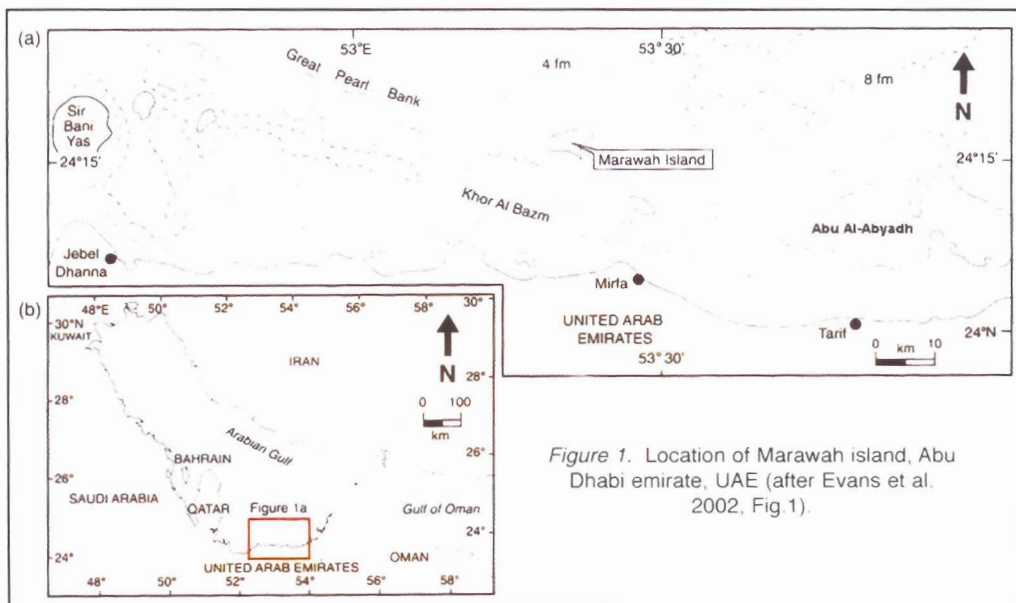 (a)
53°E
53° 30'
Great Pearl Bank
4 fm
8 fm
N
Sir
Bani
Yas
24°15'
Marawah Island
24°15'
Khor Al Bazm
Abu Al-Abyadh
Jebel
Dhanna
Mirfa
UNITED ARAB
EMIRATES
53° 30'
Tarif
0 km 10
24°N
(b)
48°E 50° 52° 54° 56° 58° 30°
30°N
KUWAIT
IRAN
N
28°
28°
0 100
km
Arabian Gulf
26°
26°
BAHRAIN
SAUDI ARABIA
QATAR
Figure 1a
Gulf of Oman
24°
24°
OMAN
UNITED ARAB EMIRATES
48° 50° 52° 54° 56° 58°
Figure 1. Location of Marawah island, Abu
Dhabi emirate, UAE (after Evans et al.
2002, Fig.1).